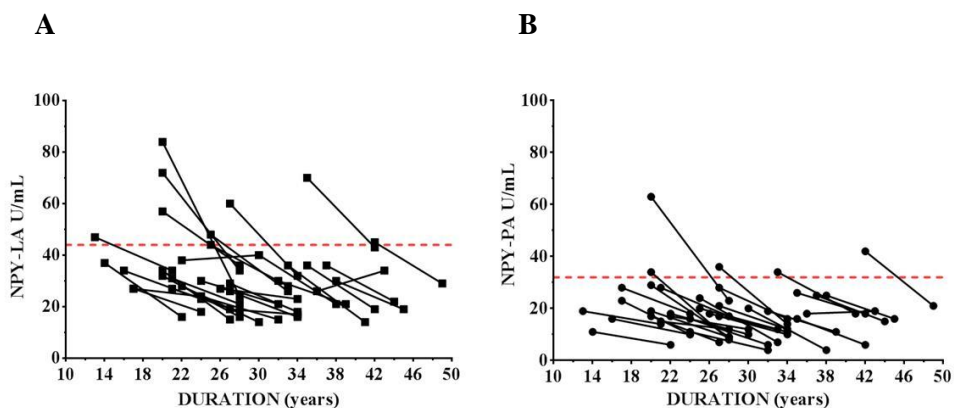 A B
100 100
80 80
60 60
40 40
20 20
0 0
NPY-LA U/mL NPY-PA U/mL
10 14 18 22 26 30 34 38 42 46 50 10 14 18 22 26 30 34 38 42 46 50
DURATION (years) DURATION (years)